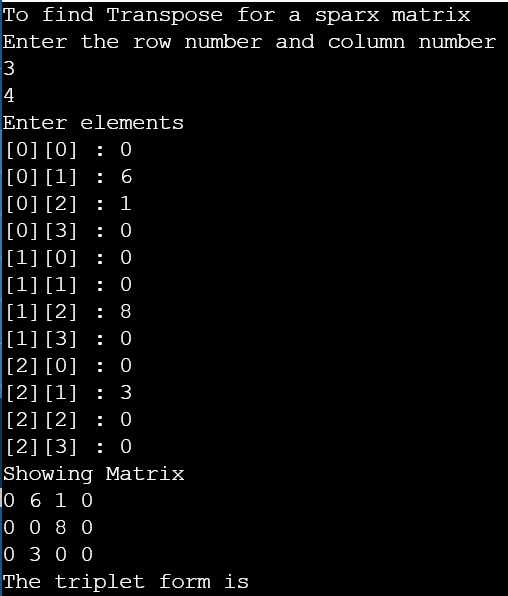 To find Transpose for a sparx matrix
Enter the row number and column number
3
4
Enter elements
[0][0] : 0
[0][1] : 6
[0][2] : 1
[0][3] : 0
[1][0] : 0
[1][1] : 0
[1][2] : 8
[1][3] : 0
[2][0] : 0
[2][1] : 3
[2][2] : 0
[2][3] : 0
Showing Matrix
0 6 1 0
0 0 8 0
0 3 0 0
The triplet form is